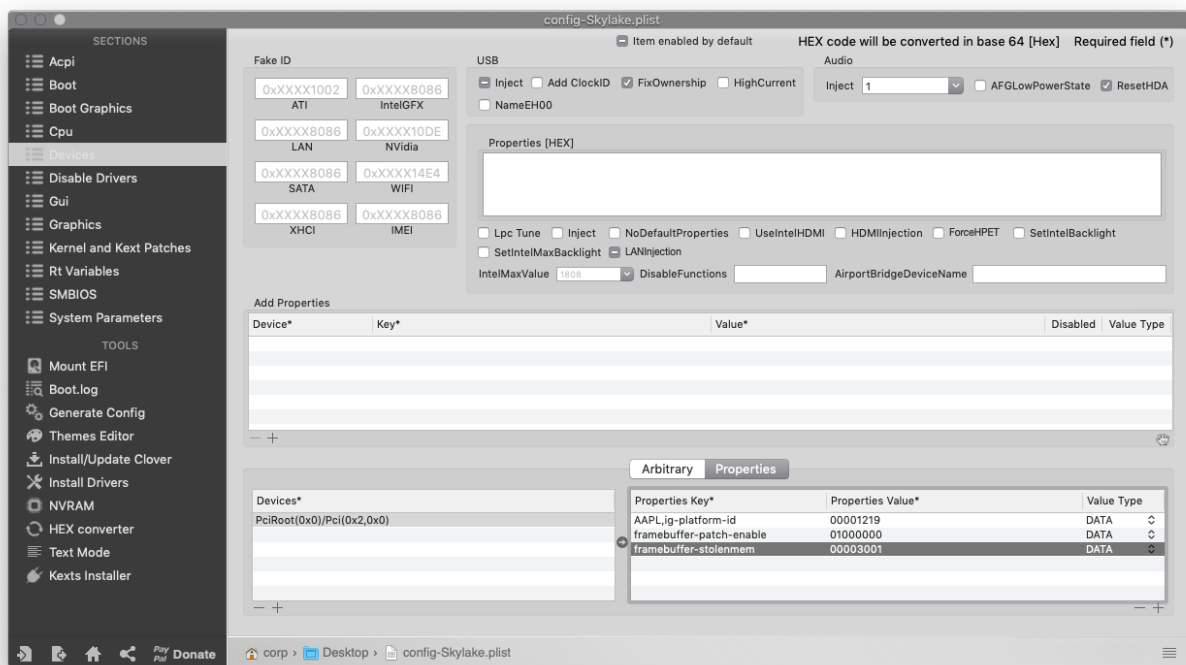 config-Skylake.plist
SECTIONS
Acpi
Boot
Boot Graphics
Cpu
Devices
Disable Drivers
Gui
Graphics
Kernel and Kext Patches
Rt Variables
SMBIOS
System Parameters
TOOLS
Mount EFI
Boot.log
Generate Config
Themes Editor
Install/Update Clover
Install Drivers
NVRAM
HEX converter
Text Mode
Kexts Installer
Pay Pal Donate
Item enabled by default HEX code will be converted in base 64 [Hex] Required field (*)
Fake ID
0xXXXX1002 0xXXXX8086
ATI IntelGFX
0xXXXX8086 0xXXXX10DE
LAN NVidia
0xXXXX8086 0xXXXX14E4
SATA WIFI
0xXXXX8086 0xXXXX8086
XHCI IMEI
USB
Inject Add ClockID FixOwnership HighCurrent
NameEH00
Audio
Inject 1 AFGLowPowerState ResetHDA
Properties [HEX]
Lpc Tune Inject NoDefaultProperties UseIntelHDMI HDMIInjection ForceHPET SetIntelBacklight
SetIntelMaxBacklight LANInjection
IntelMaxValue 1808 DisableFunctions AirportBridgeDeviceName
Add Properties
Device* Key* Value* Disabled Value Type
Arbitrary Properties
Devices*
PciRoot(0x0)/Pci(0x2,0x0)
Properties Key* Properties Value* Value Type
AAPL,ig-platform-id 00001219 DATA
framebuffer-patch-enable 01000000 DATA
framebuffer-stolenmem 00003001 DATA
corp › Desktop › config-Skylake.plist